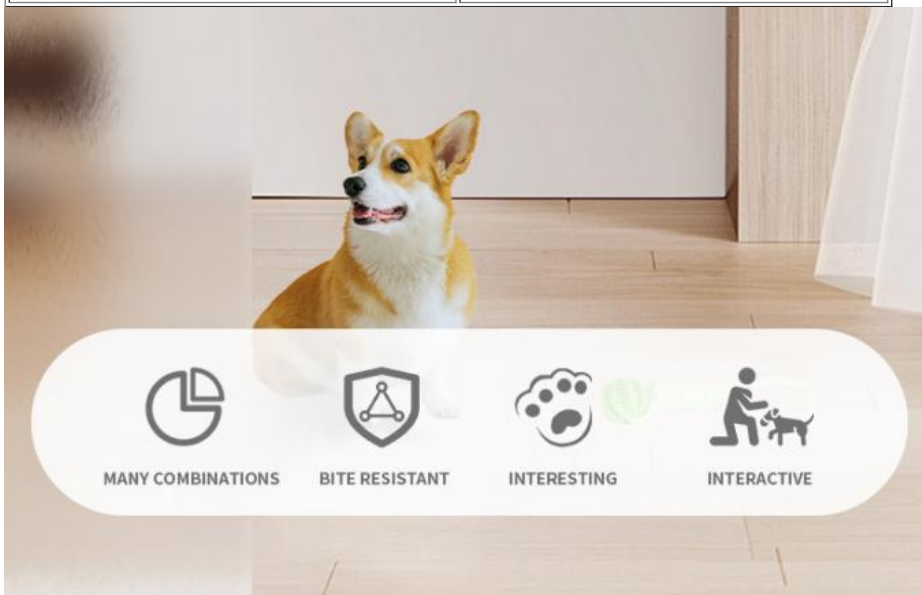 MANY COMBINATIONS
BITE RESISTANT
INTERESTING
INTERACTIVE